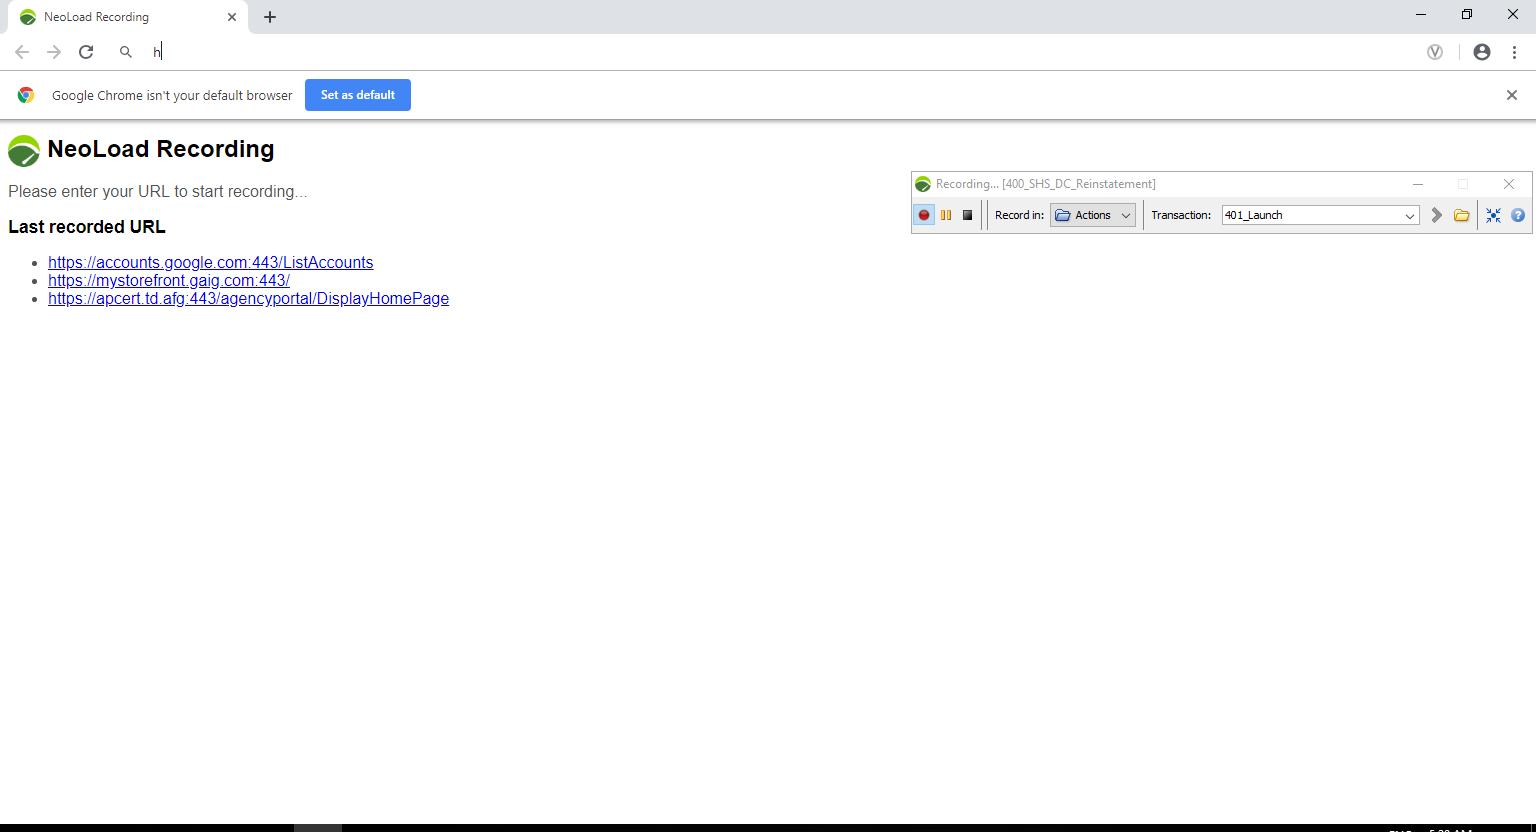 NeoLoad Recording
h
Google Chrome isn't your default browser
Set as default
NeoLoad Recording
Please enter your URL to start recording...
Recording... [400_SHS_DC_Reinstatement]
Record in: Actions Transaction: 401_Launch
Last recorded URL
https://accounts.google.com:443/ListAccounts
https://mystorefront.gaig.com:443/
https://apcert.td.afg:443/agencyportal/DisplayHomePage